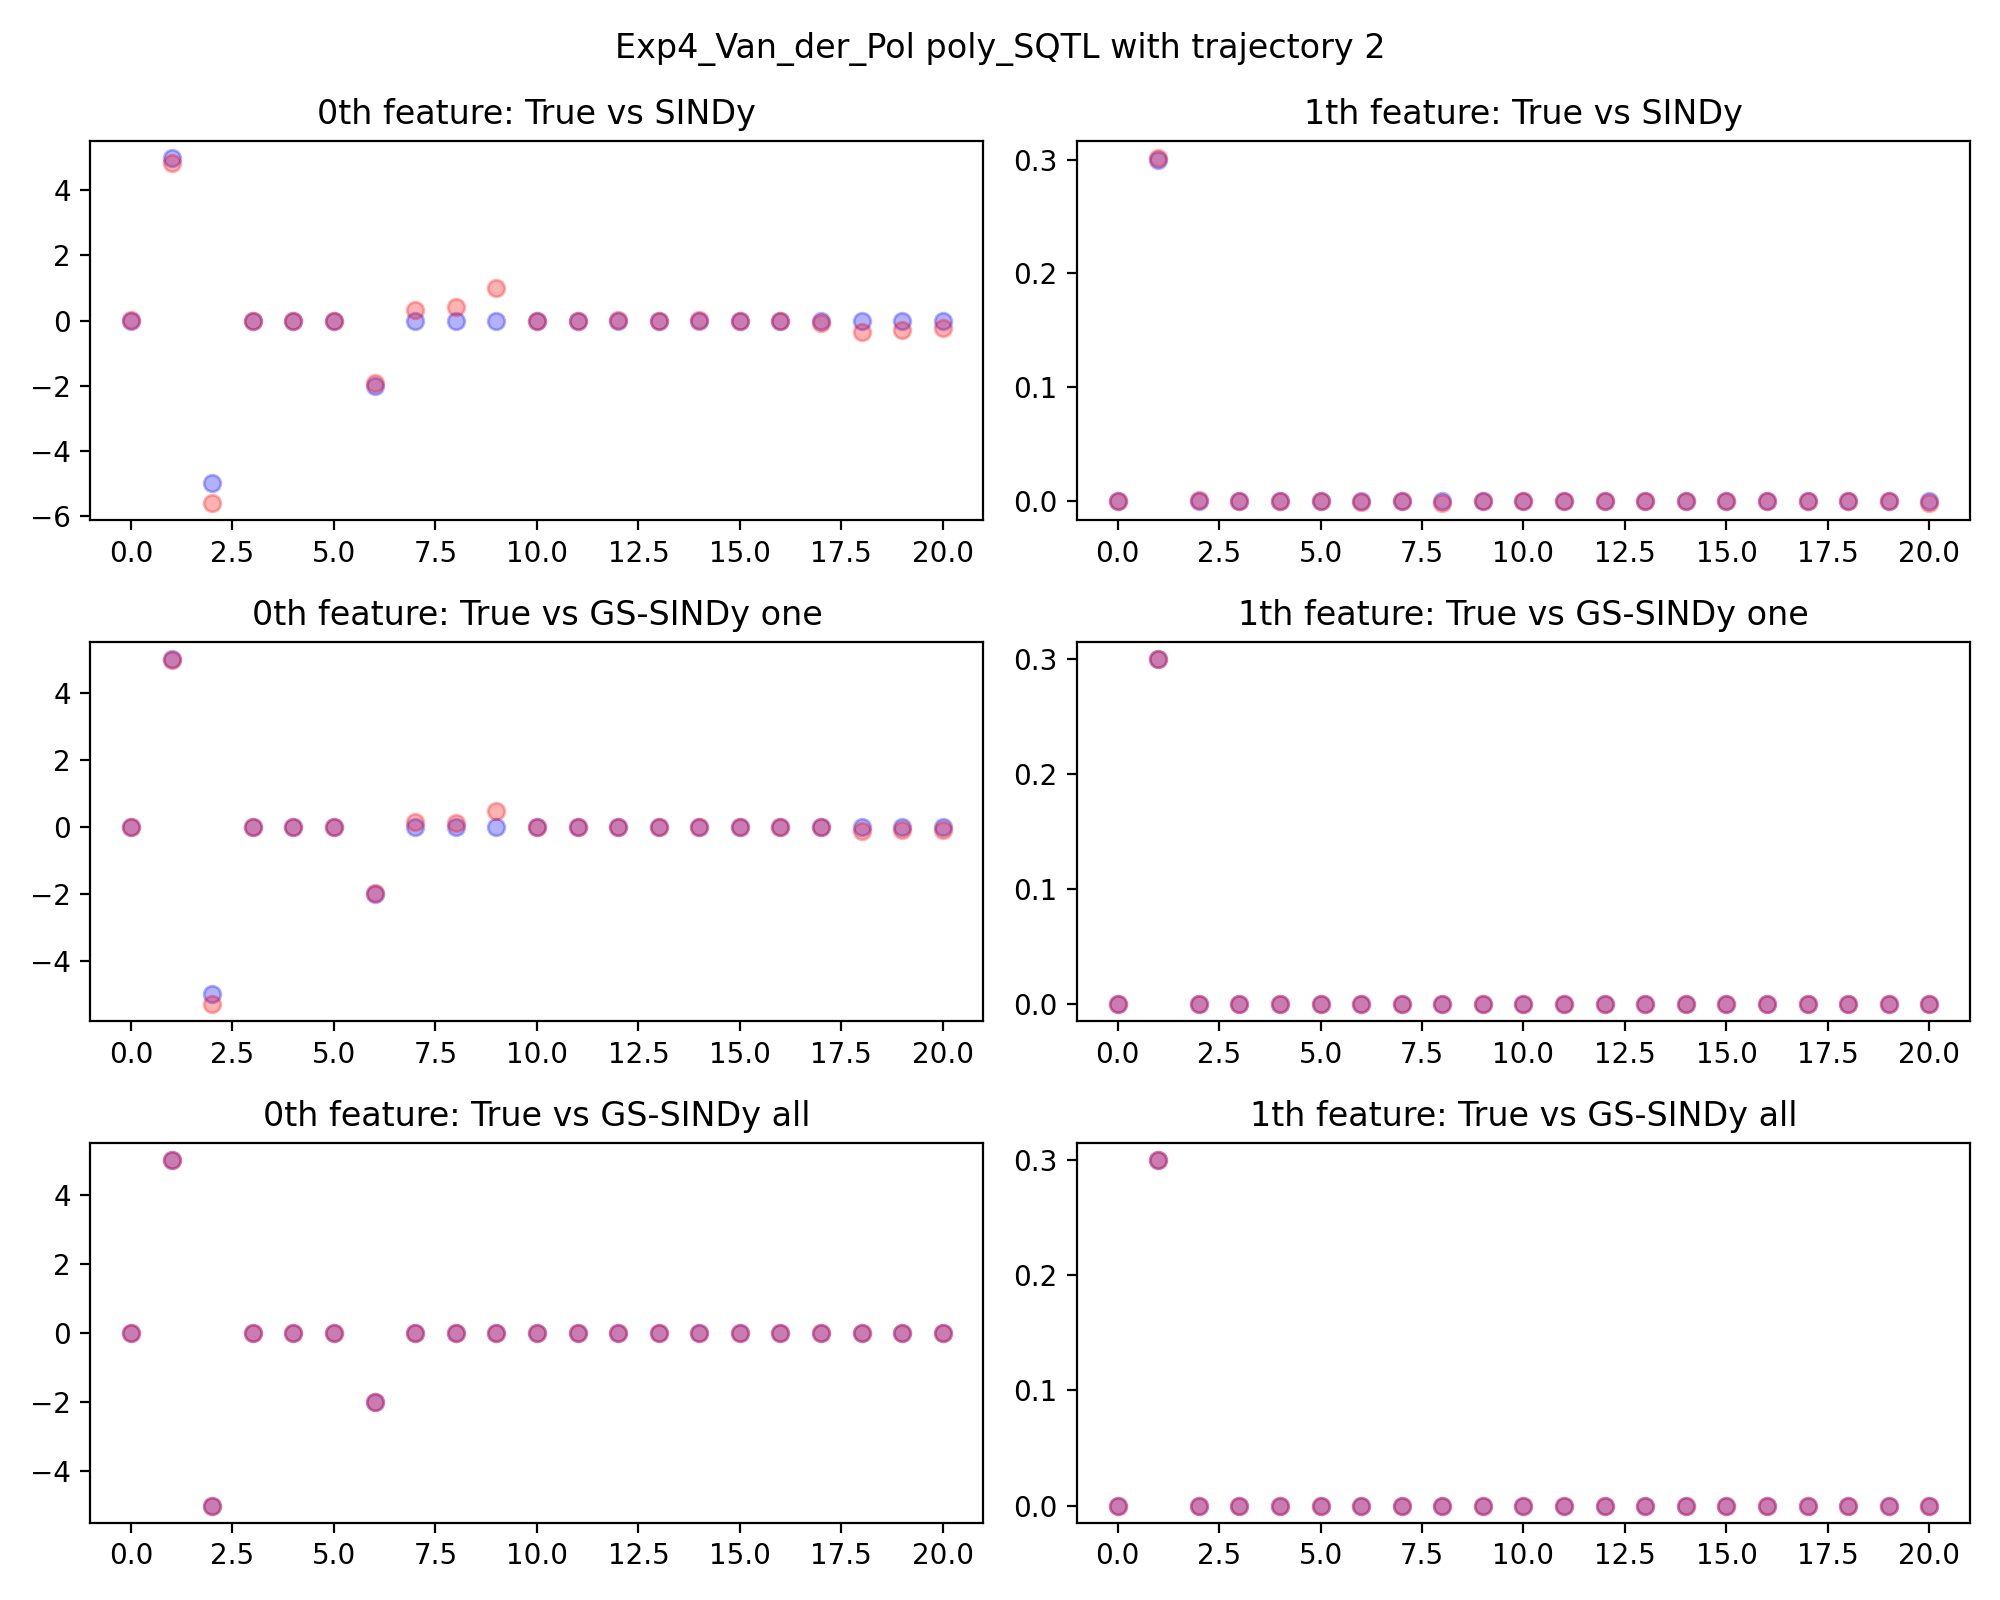 Exp4_Van_der_Pol poly_SQTL with trajectory 2
0th feature: True vs SINDy
4
2
0
−2
−4
−6
0.0 2.5 5.0 7.5 10.0 12.5 15.0 17.5 20.0
1th feature: True vs SINDy
0.3
0.2
0.1
0.0
0.0 2.5 5.0 7.5 10.0 12.5 15.0 17.5 20.0
0th feature: True vs GS-SINDy one
4
2
0
−2
−4
0.0 2.5 5.0 7.5 10.0 12.5 15.0 17.5 20.0
1th feature: True vs GS-SINDy one
0.3
0.2
0.1
0.0
0.0 2.5 5.0 7.5 10.0 12.5 15.0 17.5 20.0
0th feature: True vs GS-SINDy all
4
2
0
−2
−4
0.0 2.5 5.0 7.5 10.0 12.5 15.0 17.5 20.0
1th feature: True vs GS-SINDy all
0.3
0.2
0.1
0.0
0.0 2.5 5.0 7.5 10.0 12.5 15.0 17.5 20.0